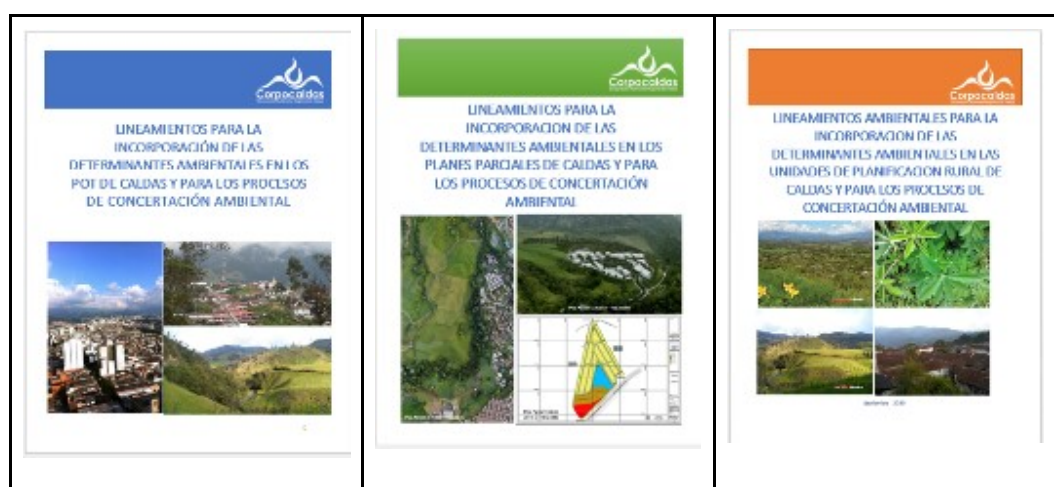 Corpocaldas
LINEAMIENTOS PARA LA
INCORPORACIÓN DE LAS
DETERMINANTES AMBIENTALES EN LOS
POT DE CALDAS Y PARA LOS PROCESOS
DE CONCERTACIÓN AMBIENTAL
Corpocaldas
LINEAMIENTOS PARA LA
INCORPORACION DE LAS
DETERMINANTES AMBIENTALES EN LOS
PLANES PARCIALES DE CALDAS Y PARA
LOS PROCESOS DE CONCERTACIÓN
AMBIENTAL
Corpocaldas
LINEAMIENTOS AMBIENTALES PARA LA
INCORPORACION DE LAS
DETERMINANTES AMBIENTALES EN LAS
UNIDADES DE PLANIFICACION RURAL DE
CALDAS Y PARA LOS PROCESOS DE
CONCERTACIÓN AMBIENTAL